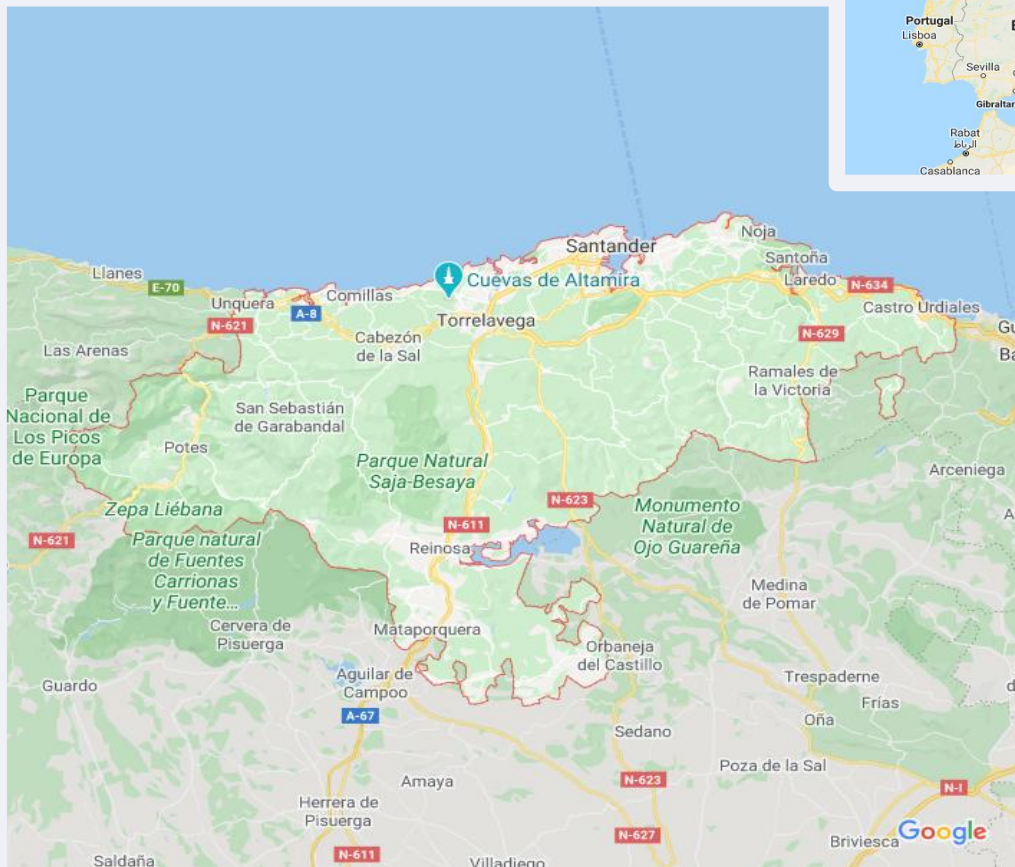 Portugal
Lisboa
Sevilla
Gibraltar
Rabat
الرباط
Casablanca
Noja
Santander
Santoña
Llanes
Cuevas de Altamira
Laredo
E-70
N-634
Unquera
Comillas
A-8
Castro Urdiales
N-621
Torrelavega
Cabezón
de la Sal
N-629
Las Arenas
Ramales de
la Victoria
Parque
Nacional de
Los Picos
de Europa
San Sebastián
de Garabandal
Potes
Parque Natural
Saja-Besaya
Arceniega
Zepa Liébana
N-623
Monumento
Natural de
Ojo Guareña
N-611
N-621
Parque natural
de Fuentes
Carrionas
y Fuente...
Reinosa
Medina
de Pomar
Cervera de
Pisuerga
Mataporquera
Orbaneja
del Castillo
Guardo
Aguilar de
Campoo
Trespaderne
Frías
A-67
Oña
Sedano
Poza de la Sal
Amaya
N-623
N-I
Herrera de
Pisuerga
N-627
Google
Briviesca
Saldaña
N-611
Villadiego